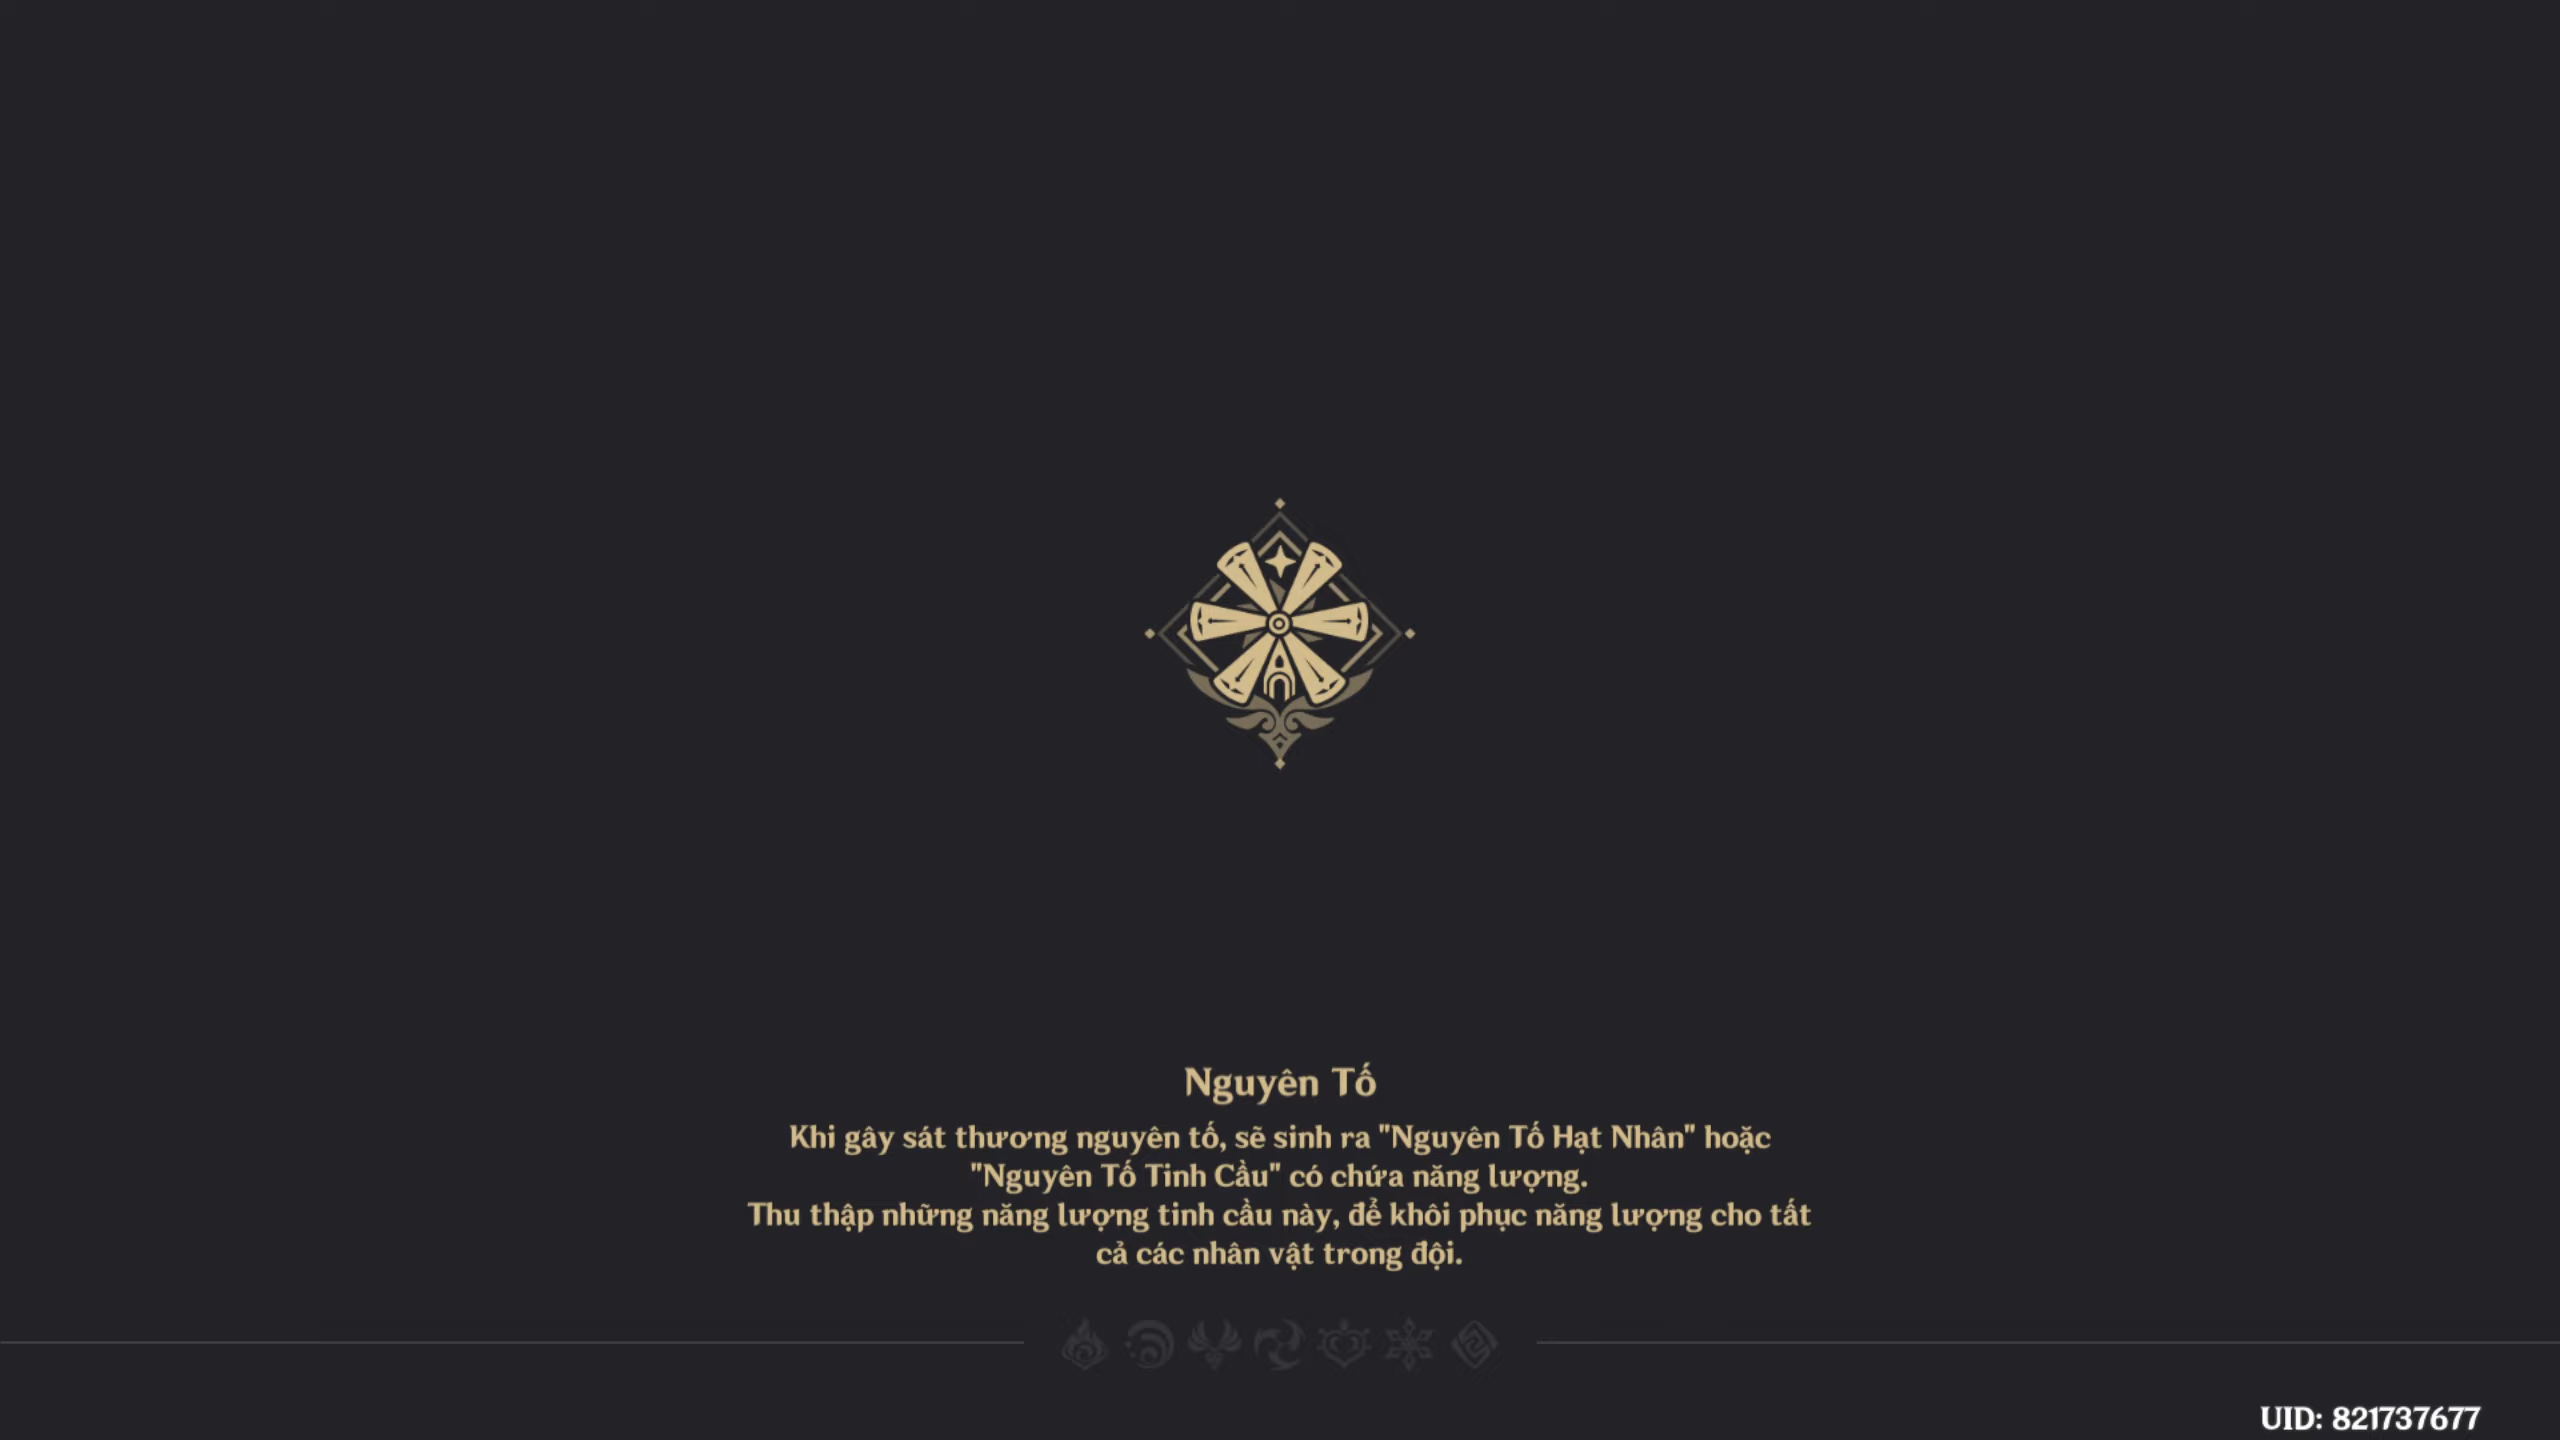 Nguyên Tố
Khi gây sát thương nguyên tố, sẽ sinh ra "Nguyên Tố Hạt Nhân" hoặc
"Nguyên Tố Tinh Cầu" có chứa năng lượng.
Thu thập những năng lượng tinh cầu này, để khôi phục năng lượng cho tất
cả các nhân vật trong đội.
UID: 821737677